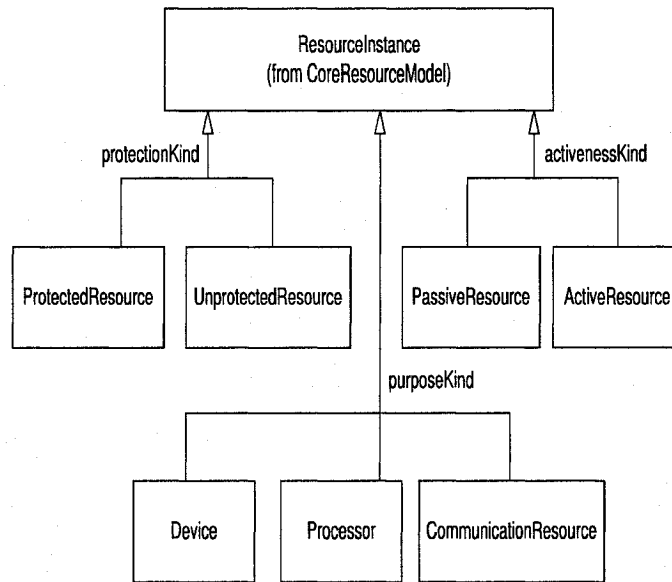 ResourceInstance
(from CoreResourceModel)
protectionKind
activenessKind
ProtectedResource
UnprotectedResource
PassiveResource
ActiveResource
purposeKind
Device
Processor
CommunicationResource